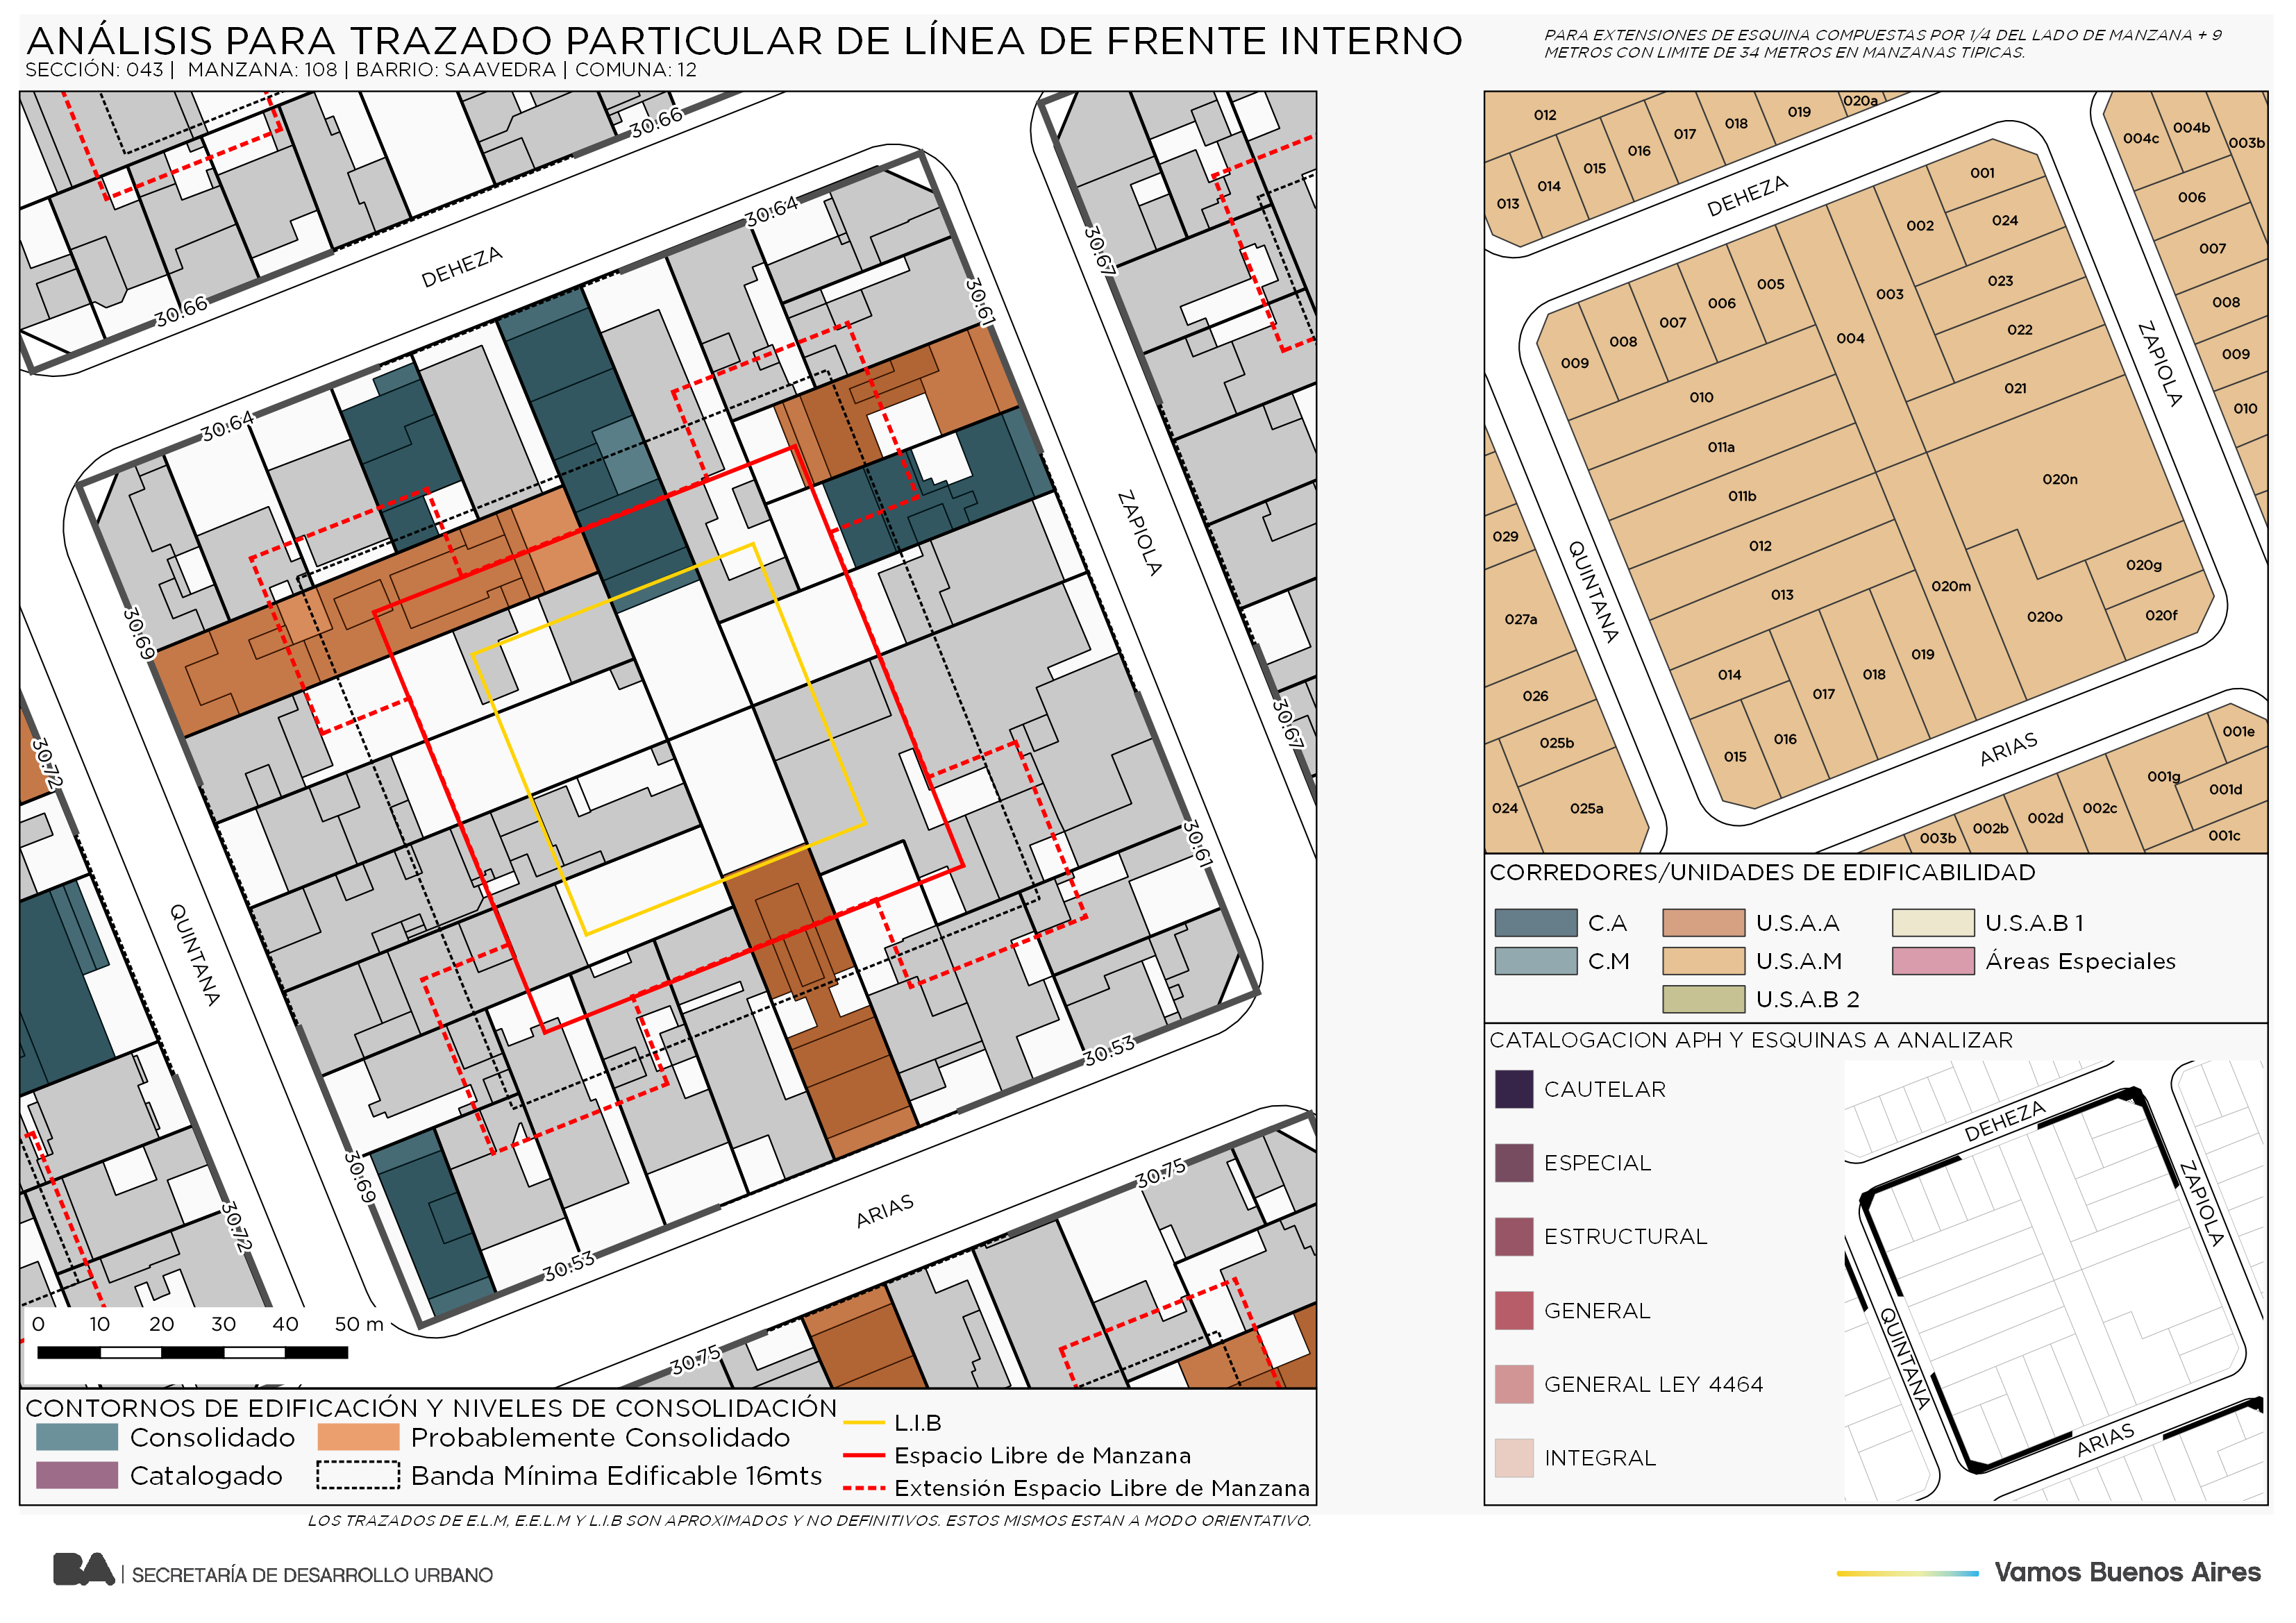 ANÁLISIS PARA TRAZADO PARTICULAR DE LÍNEA DE FRENTE INTERNO
SECCIÓN: 043 | MANZANA: 108 | BARRIO: SAAVEDRA | COMUNA: 12
PARA EXTENSIONES DE ESQUINA COMPUESTAS POR 1/4 DEL LADO DE MANZANA + 9
METROS CON LIMITE DE 34 METROS EN MANZANAS TIPICAS.
30.66
30.64
DEHEZA
30.67
30.61
30.66
30.64
ZAPIOLA
30.69
30.67
30.72
30.61
QUINTANA
30.53
30.69
30.75
30.72
ARIAS
30.53
30.75
0 10 20 30 40 50 m
CONTORNOS DE EDIFICACIÓN Y NIVELES DE CONSOLIDACIÓN
Consolidado
Probablemente Consolidado
Catalogado
Banda Mínima Edificable 16mts
L.I.B
Espacio Libre de Manzana
Extensión Espacio Libre de Manzana
LOS TRAZADOS DE E.L.M, E.E.L.M Y L.I.B SON APROXIMADOS Y NO DEFINITIVOS. ESTOS MISMOS ESTAN A MODO ORIENTATIVO.
012
013
014
015
016
017
018
019
020a
004c
004b
003b
006
007
008
009
010
DEHEZA
001
002
024
003
023
004
022
021
005
006
007
008
009
010
011a
011b
012
013
014
015
016
017
018
019
020m
020n
020o
020g
020f
ZAPIOLA
QUINTANA
ARIAS
029
027a
026
025b
024
025a
003b
002b
002d
002c
001g
001e
001d
001c
CORREDORES/UNIDADES DE EDIFICABILIDAD
C.A
U.S.A.A
U.S.A.B 1
C.M
U.S.A.M
Áreas Especiales
U.S.A.B 2
CATALOGACION APH Y ESQUINAS A ANALIZAR
CAUTELAR
ESPECIAL
ESTRUCTURAL
GENERAL
GENERAL LEY 4464
INTEGRAL
DEHEZA
ZAPIOLA
QUINTANA
ARIAS
BA | SECRETARÍA DE DESARROLLO URBANO
Vamos Buenos Aires